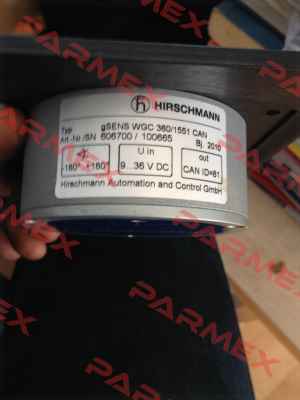 HIRSCHMANN
Typ gSENS WGC 360/1551 CAN
Art.-Nr./SN 606700 / 100665 Bj. 2010
-180° +180°
U in
9...36 V DC
out
CAN ID=81
Hirschmann Automation and Control GmbH
PARMEX
PARMEX
PARMEX
PARMEX
PARMEX